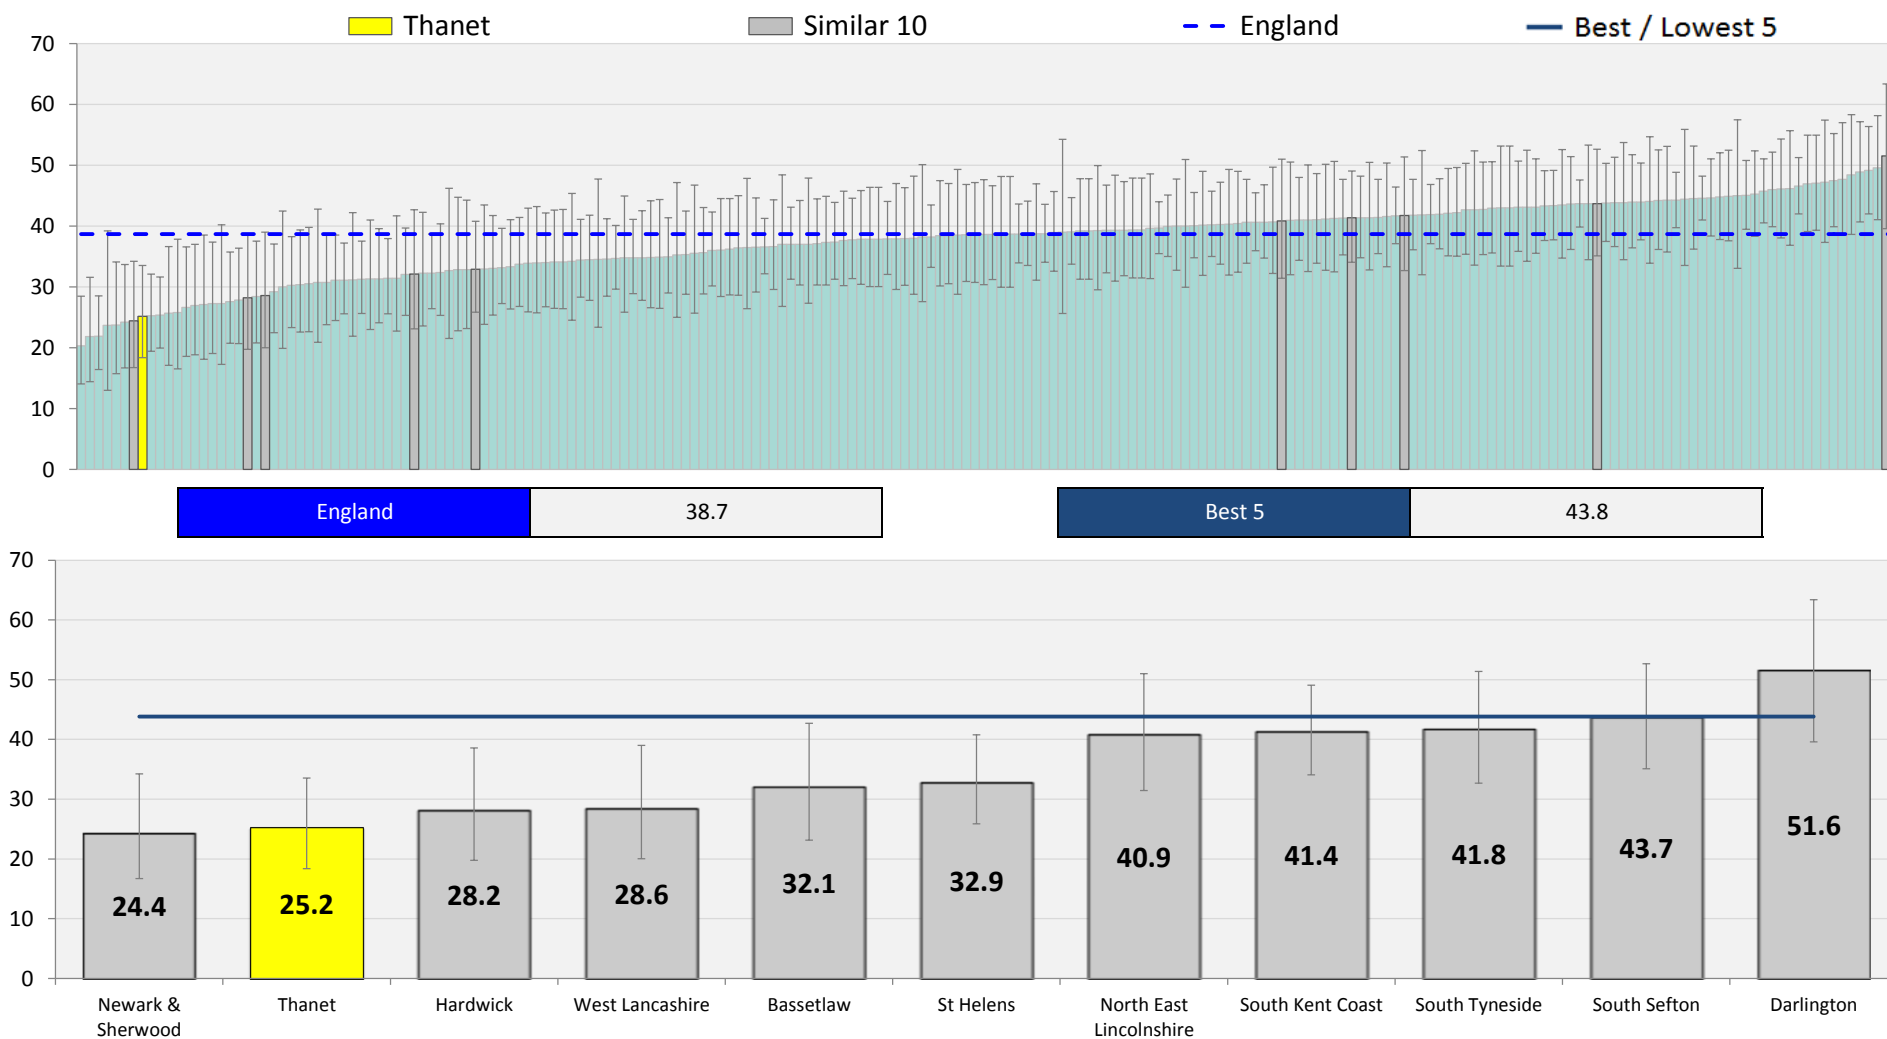 Thanet
Similar 10
England
Best / Lowest 5
70
60
50
40
30
20
10
0
England
38.7
Best 5
43.8
70
60
50
40
30
20
10
0
24.4
25.2
28.2
28.6
32.1
32.9
40.9
41.4
41.8
43.7
51.6
Newark &
Sherwood
Thanet
Hardwick
West Lancashire
Bassetlaw
St Helens
North East
Lincolnshire
South Kent Coast
South Tyneside
South Sefton
Darlington